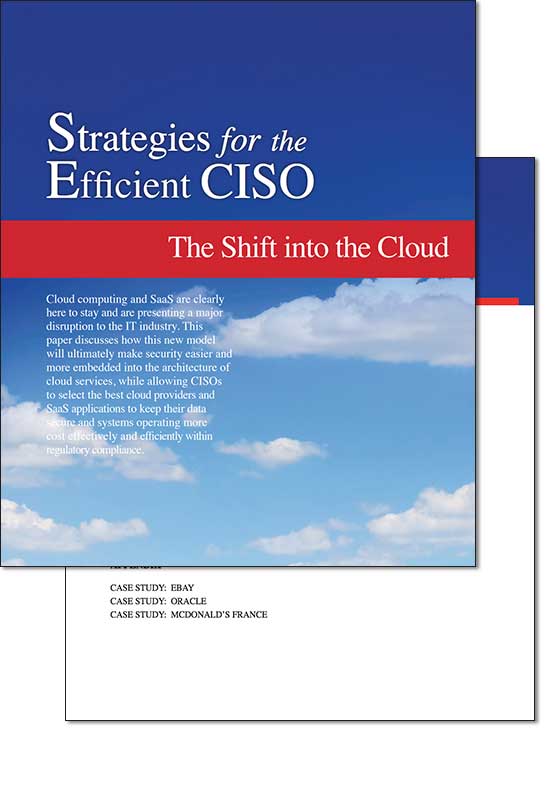 Strategies for the
Efficient CISO
The Shift into the Cloud
Cloud computing and SaaS are clearly
here to stay and are presenting a major
disruption to the IT industry. This
paper discusses how this new model
will ultimately make security easier and
more embedded into the architecture of
cloud services, while allowing CISOs
to select the best cloud providers and
SaaS applications to keep their data
secure and systems operating more
cost effectively and efficiently within
regulatory compliance.
APPENDIX
CASE STUDY: EBAY
CASE STUDY: ORACLE
CASE STUDY: MCDONALD'S FRANCE